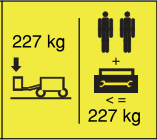 227 kg
+
< =
227 kg